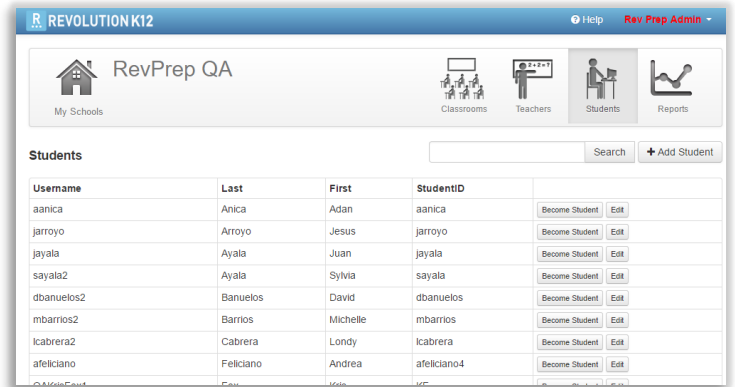 R REVOLUTION K12 Help Rev Prep Admin
RevPrep QA
2+2=?
My Schools Classrooms Teachers Students Reports
Students Search + Add Student
Username Last First StudentID
aanica Anica Adan aanica Become Student Edit
jarroyo Arroyo Jesus jarroyo Become Student Edit
jayala Ayala Juan jayala Become Student Edit
sayala2 Ayala Sylvia sayala Become Student Edit
dbanuelos2 Banuelos David dbanuelos Become Student Edit
mbarrios2 Barrios Michelle mbarrios Become Student Edit
lcabrera2 Cabrera Londy lcabrera Become Student Edit
afeliciano Feliciano Andrea afeliciano4 Become Student Edit